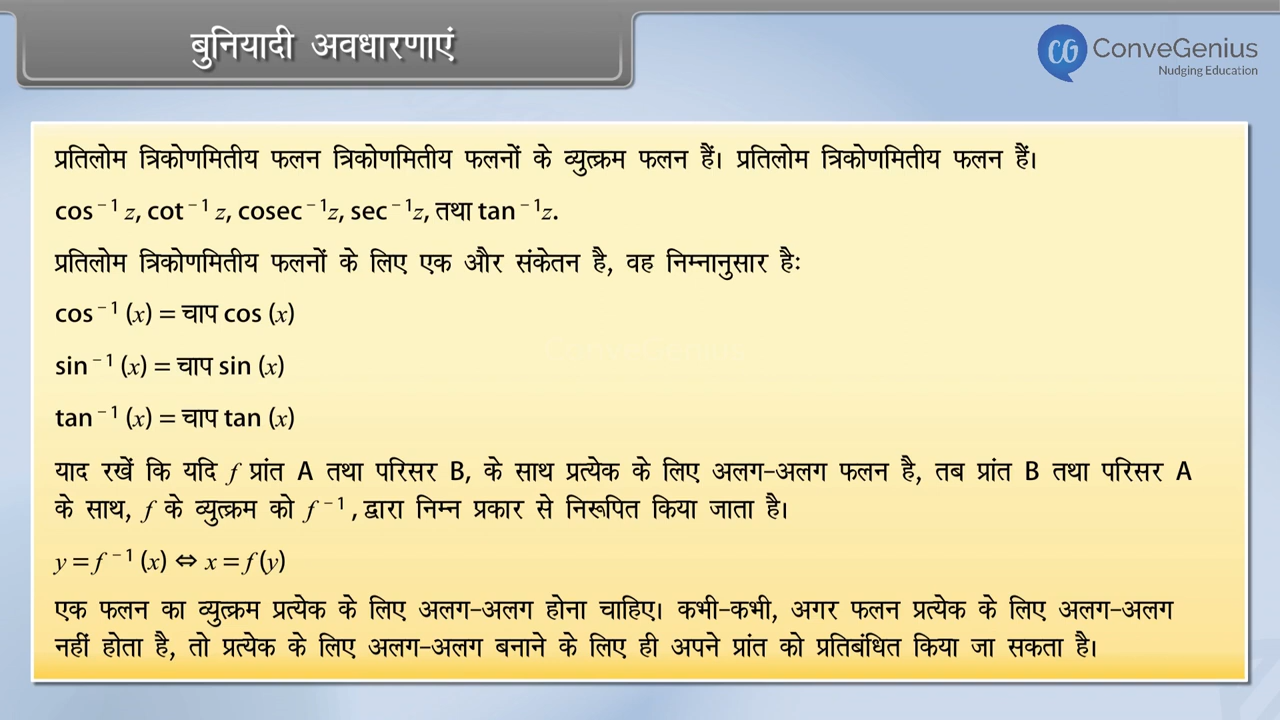 बुनियादी अवधारणाएं
ConveGenius
Nudging Education
प्रतिलोम त्रिकोणमितीय फलन त्रिकोणमितीय फलनों के व्युत्क्रम फलन हैं। प्रतिलोम त्रिकोणमितीय फलन हैं।
cos⁻¹ z, cot⁻¹ z, cosec⁻¹z, sec⁻¹z, तथा tan⁻¹z.
प्रतिलोम त्रिकोणमितीय फलनों के लिए एक और संकेतन है, वह निम्नानुसार है:
cos⁻¹ (x) = चाप cos (x)
sin⁻¹ (x) = चाप sin (x)
tan⁻¹ (x) = चाप tan (x)
याद रखें कि यदि f प्रांत A तथा परिसर B, के साथ प्रत्येक के लिए अलग-अलग फलन है, तब प्रांत B तथा परिसर A
के साथ, f के व्युत्क्रम को f⁻¹, द्वारा निम्न प्रकार से निरूपित किया जाता है।
y = f⁻¹ (x) ⇔ x = f (y)
एक फलन का व्युत्क्रम प्रत्येक के लिए अलग-अलग होना चाहिए। कभी-कभी, अगर फलन प्रत्येक के लिए अलग-अलग
नहीं होता है, तो प्रत्येक के लिए अलग-अलग बनाने के लिए ही अपने प्रांत को प्रतिबंधित किया जा सकता है।